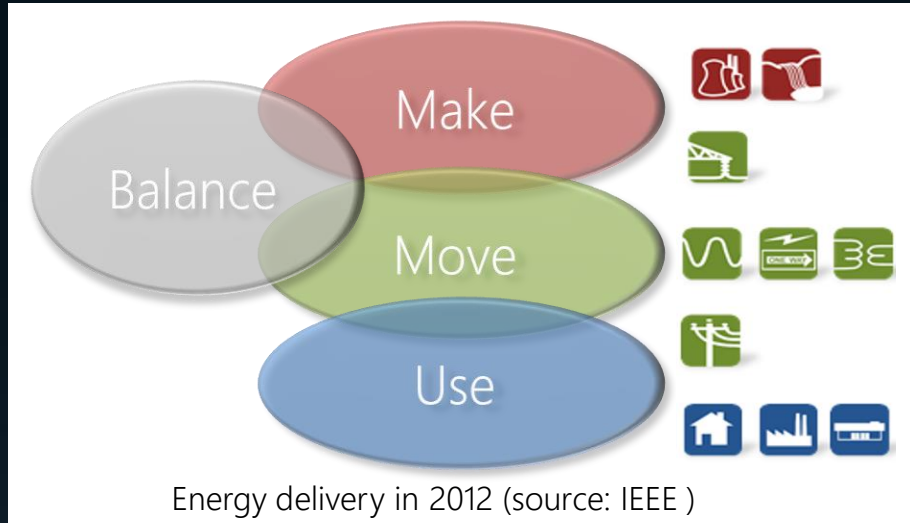 Make
Balance
Move
ONE WAY
Use
Energy delivery in 2012 (source: IEEE )